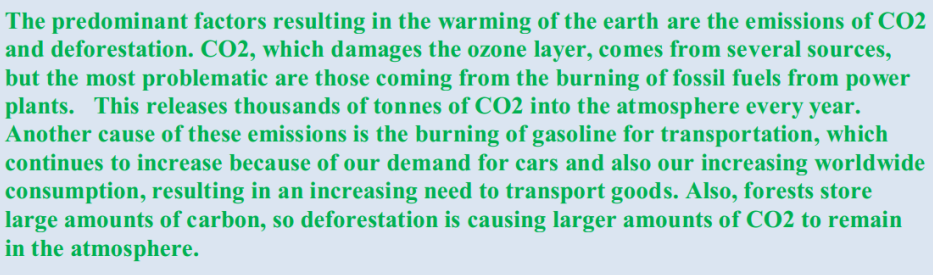 The predominant factors resulting in the warming of the earth are the emissions of CO2
and deforestation. CO2, which damages the ozone layer, comes from several sources,
but the most problematic are those coming from the burning of fossil fuels from power
plants.   This releases thousands of tonnes of CO2 into the atmosphere every year.
Another cause of these emissions is the burning of gasoline for transportation, which
continues to increase because of our demand for cars and also our increasing worldwide
consumption, resulting in an increasing need to transport goods. Also, forests store
large amounts of carbon, so deforestation is causing larger amounts of CO2 to remain
in the atmosphere.